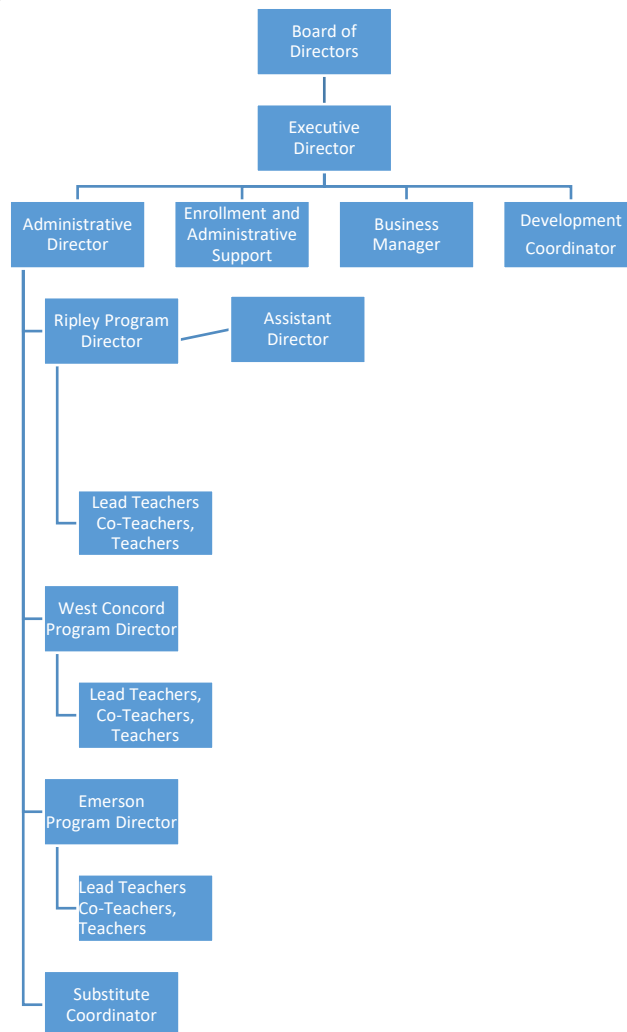 Board of
Directors
Executive
Director
Administrative
Director
Enrollment and
Administrative
Support
Business
Manager
Development
Coordinator
Ripley Program
Director
Assistant
Director
Lead Teachers
Co-Teachers,
Teachers
West Concord
Program Director
Lead Teachers,
Co-Teachers,
Teachers
Emerson
Program Director
Lead Teachers
Co-Teachers,
Teachers
Substitute
Coordinator